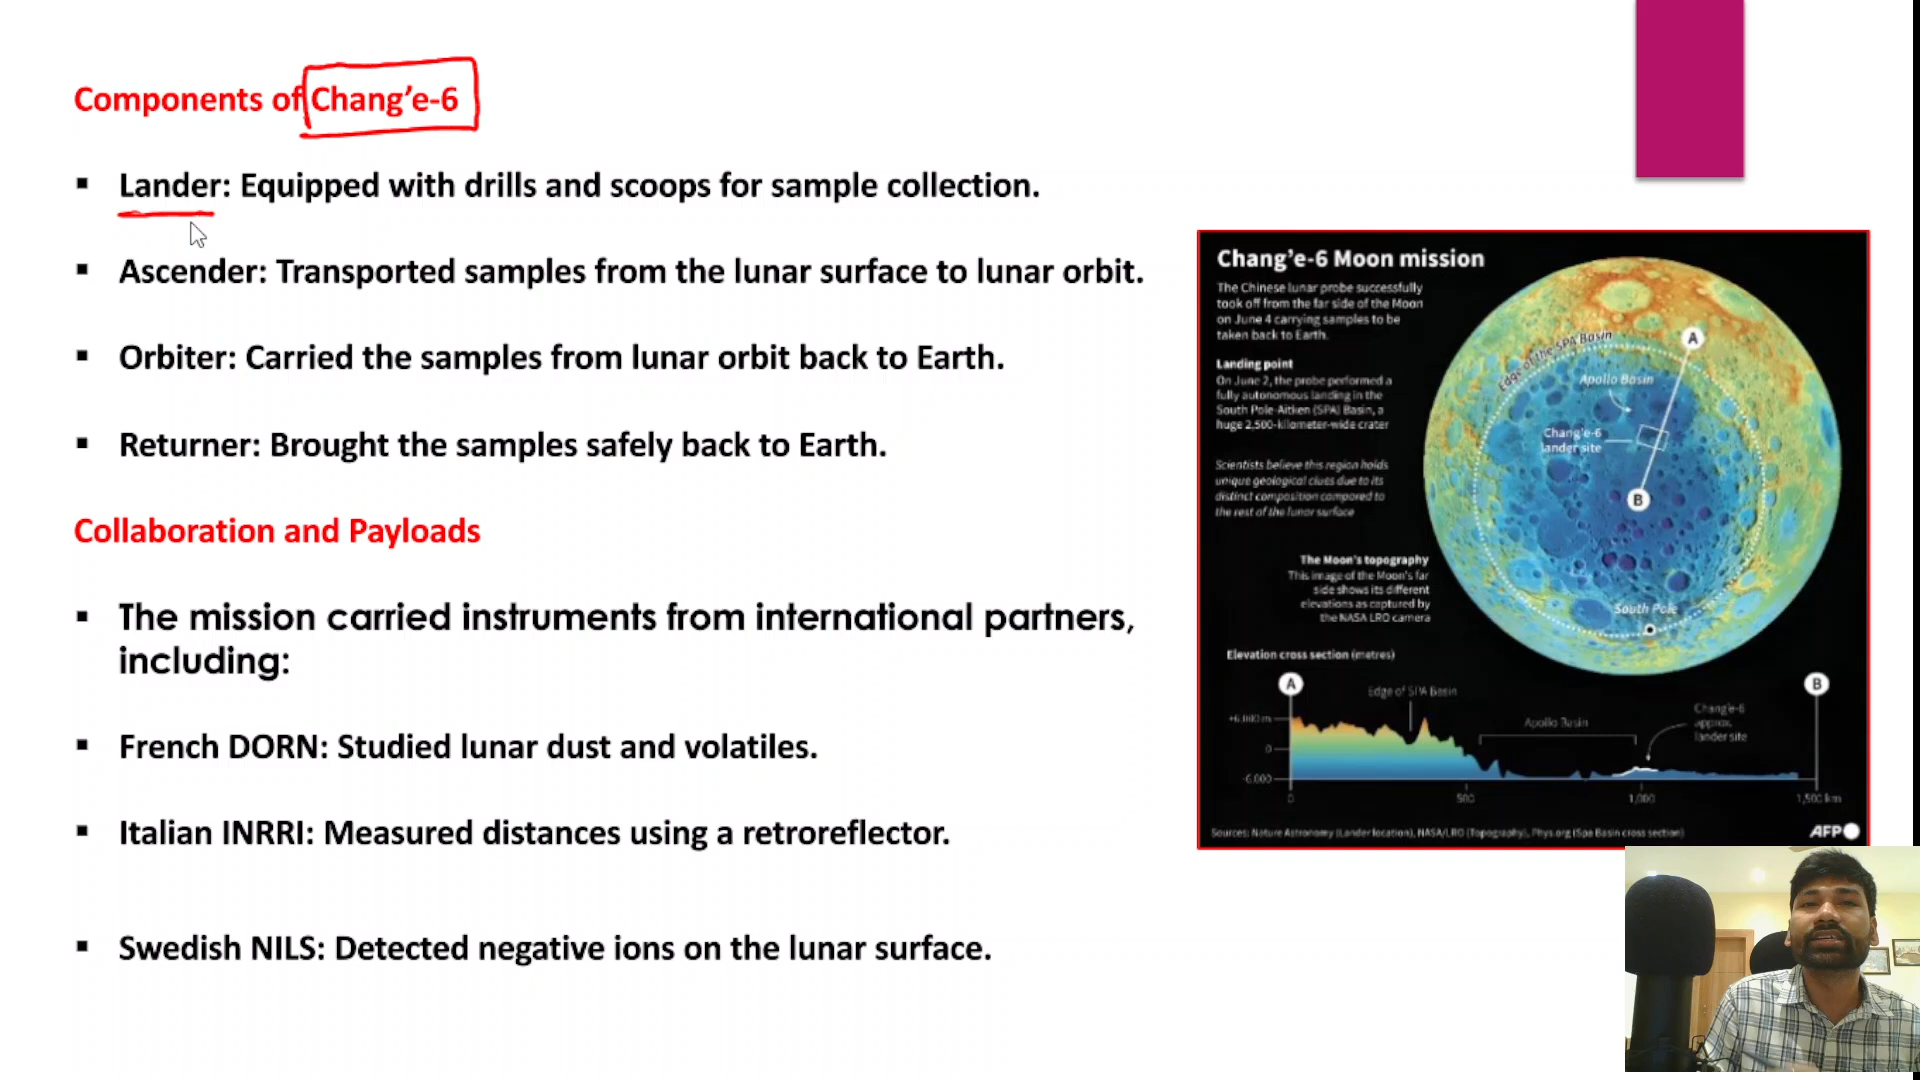 Components of Chang’e-6
▪ Lander: Equipped with drills and scoops for sample collection.
▪ Ascender: Transported samples from the lunar surface to lunar orbit.
▪ Orbiter: Carried the samples from lunar orbit back to Earth.
▪ Returner: Brought the samples safely back to Earth.
Collaboration and Payloads
▪ The mission carried instruments from international partners,
including:
▪ French DORN: Studied lunar dust and volatiles.
▪ Italian INRRI: Measured distances using a retroreflector.
▪ Swedish NILS: Detected negative ions on the lunar surface.
Chang’e-6 Moon mission
The Chinese lunar probe successfully
took off from the far side of the Moon
on June 4 carrying samples to be
taken back to Earth.
Landing point
On June 2, the probe performed a
fully autonomous landing in the
South Pole-Aitken (SPA) Basin, a
huge 2,500-kilometer-wide crater
Scientists believe this region holds
unique geological clues due to its
distinct composition compared to
the rest of the lunar surface
The Moon's topography
This image of the Moon's far
side shows its different
elevations as captured by
the NASA LRO camera
Edge of the SPA Basin
A
Apollo Basin
Chang'e-6
lander site
B
South Pole
Elevation cross section (metres)
A
Edge of SPA Basin
Apollo Basin
Chang'e-6
approx.
lander site
B
+6,000 m
0
-6,000
0
500
1,000
1,500 km
Sources: Nature Astronomy (Lander location), NASA/LRO (Topography), Phys.org (Spa Basin cross section)
AFP